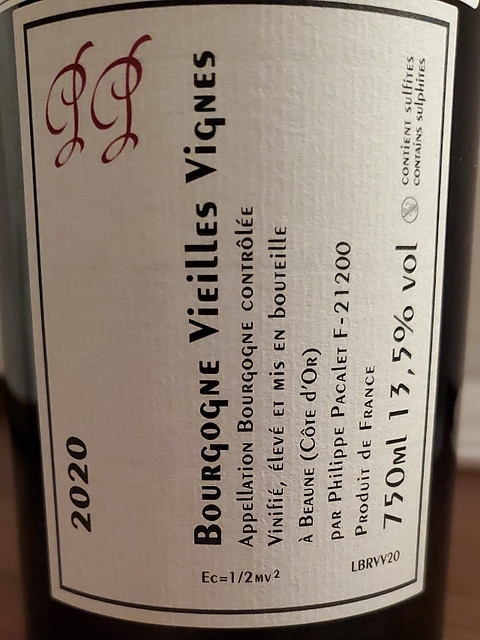 PP
2020
Bourgogne Vieilles Vignes
Appellation Bourgogne contrôlée
Vinifié, élevé et mis en bouteille
à Beaune (Côte d'Or)
par Philippe Pacalet F-21200
Produit de France
750ml 13,5% vol
contient sulfites
contains sulphites
Ec=1/2mv²
LBRVV20